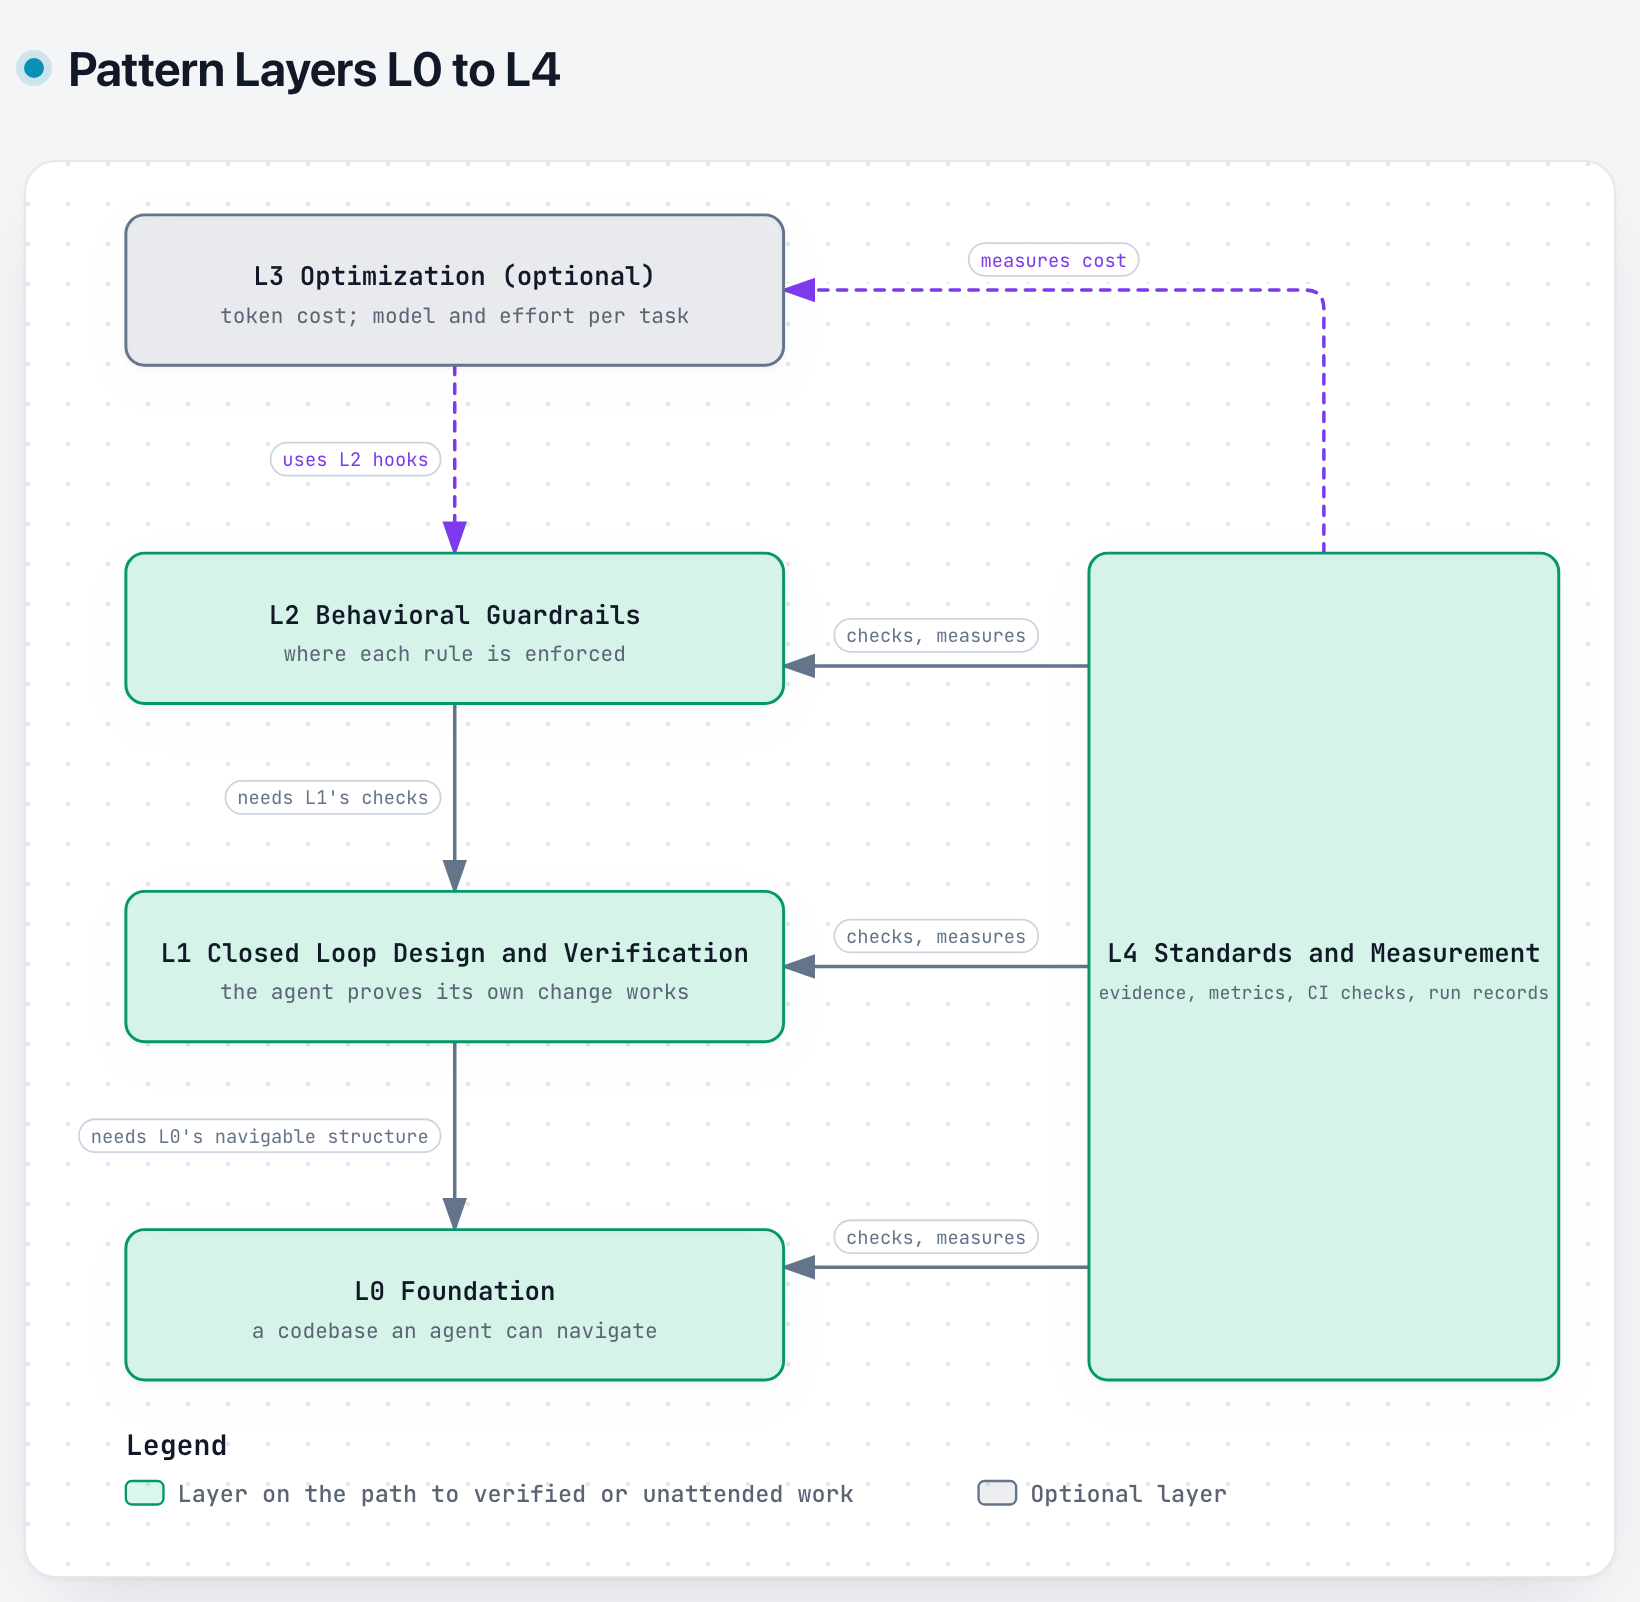 Pattern Layers L0 to L4
L3 Optimization (optional)
token cost; model and effort per task
measures cost
uses L2 hooks
L2 Behavioral Guardrails
where each rule is enforced
checks, measures
needs L1's checks
L1 Closed Loop Design and Verification
the agent proves its own change works
checks, measures
L4 Standards and Measurement
evidence, metrics, CI checks, run records
needs L0's navigable structure
L0 Foundation
a codebase an agent can navigate
checks, measures
Legend
Layer on the path to verified or unattended work
Optional layer